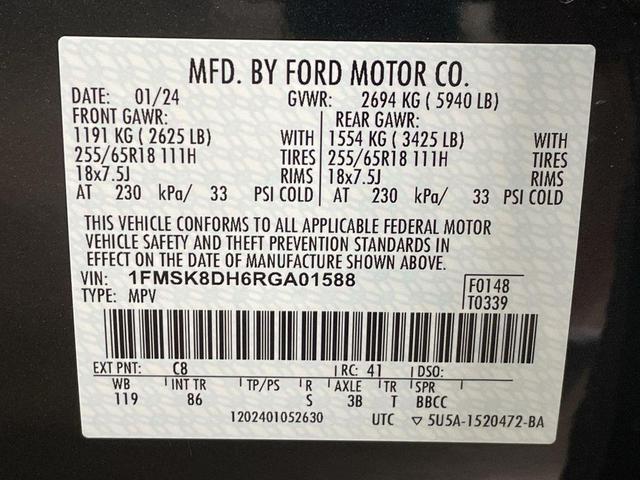 MFD. BY FORD MOTOR CO.
DATE: 01/24 GVWR: 2694 KG ( 5940 LB)
FRONT GAWR: REAR GAWR:
1191 KG ( 2625 LB) WITH 1554 KG ( 3425 LB) WITH
255/65R18 111H TIRES 255/65R18 111H TIRES
18x7.5J RIMS 18x7.5J RIMS
AT 230 kPa/ 33 PSI COLD AT 230 kPa/ 33 PSI COLD
THIS VEHICLE CONFORMS TO ALL APPLICABLE FEDERAL MOTOR
VEHICLE SAFETY AND THEFT PREVENTION STANDARDS IN
EFFECT ON THE DATE OF MANUFACTURE SHOWN ABOVE.
VIN: 1FMSK8DH6RGA01588 F0148
TYPE: MPV T0339
EXT PNT: C8 RC: 41 DSO:
WB INT TR TP/PS R AXLE TR SPR
119 86 S 3B T BBCC
1202401052630 UTC ▽ 5U5A-1520472-BA